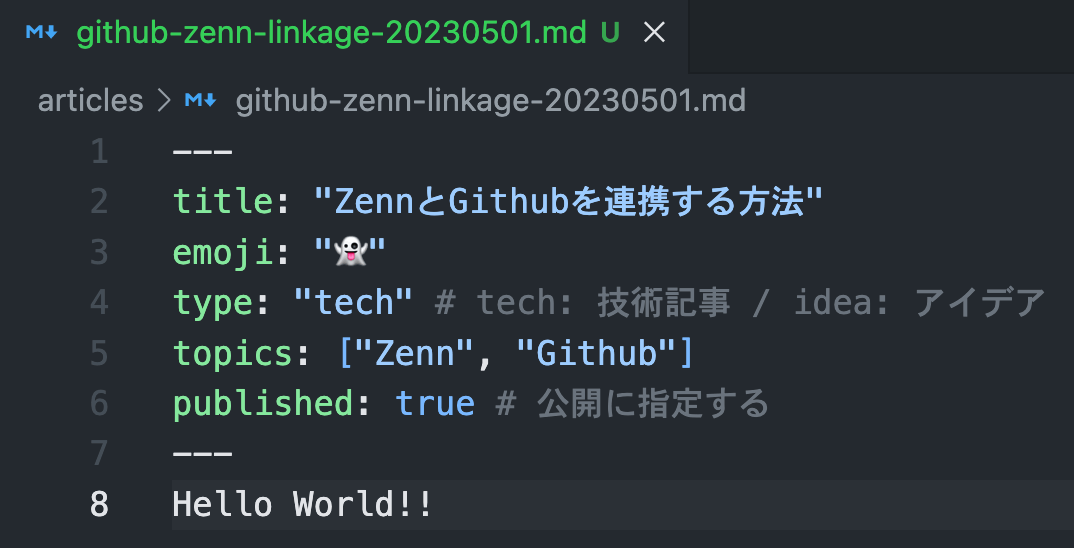 github-zenn-linkage-20230501.md U
articles > github-zenn-linkage-20230501.md
1 ---
2 title: "ZennとGithubを連携する方法"
3 emoji: "👻"
4 type: "tech" # tech: 技術記事 / idea: アイデア
5 topics: ["Zenn", "Github"]
6 published: true # 公開に指定する
7 ---
8 Hello World!!